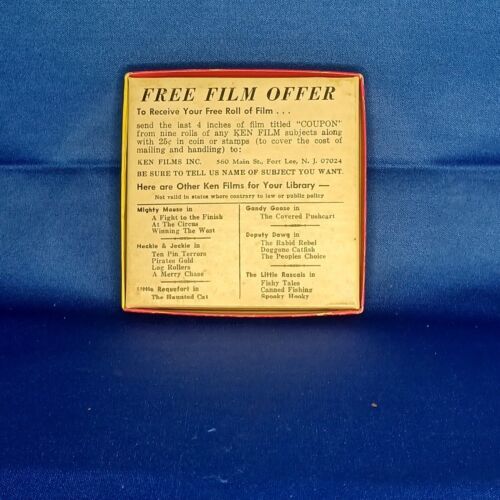 FREE FILM OFFER
To Receive Your Free Roll of Film . . .
send the last 4 inches of film titled "COUPON"
from nine rolls of any KEN FILM subjects along
with 25c in coin or stamps (to cover the cost of
mailing and handling) to:
KEN FILMS INC. 560 Main St., Fort Lee, N. J. 07024
BE SURE TO TELL US NAME OF SUBJECT YOU WANT.
Here are Other Ken Films for Your Library —
Not valid in states where contrary to law or public policy
Mighty Mouse in
A Fight to the Finish
At The Circus
Winning The West
Heckle & Jeckle in
Ten Pin Terrors
Pirates Gold
Log Rollers
A Merry Chase
Little Roquefort in
The Haunted Cat
Gandy Goose in
The Covered Pushcart
Deputy Dawg in
The Rabid Rebel
Doggone Catfish
The Peoples Choice
The Little Rascals in
Fishy Tales
Canned Fishing
Spooky Hooky